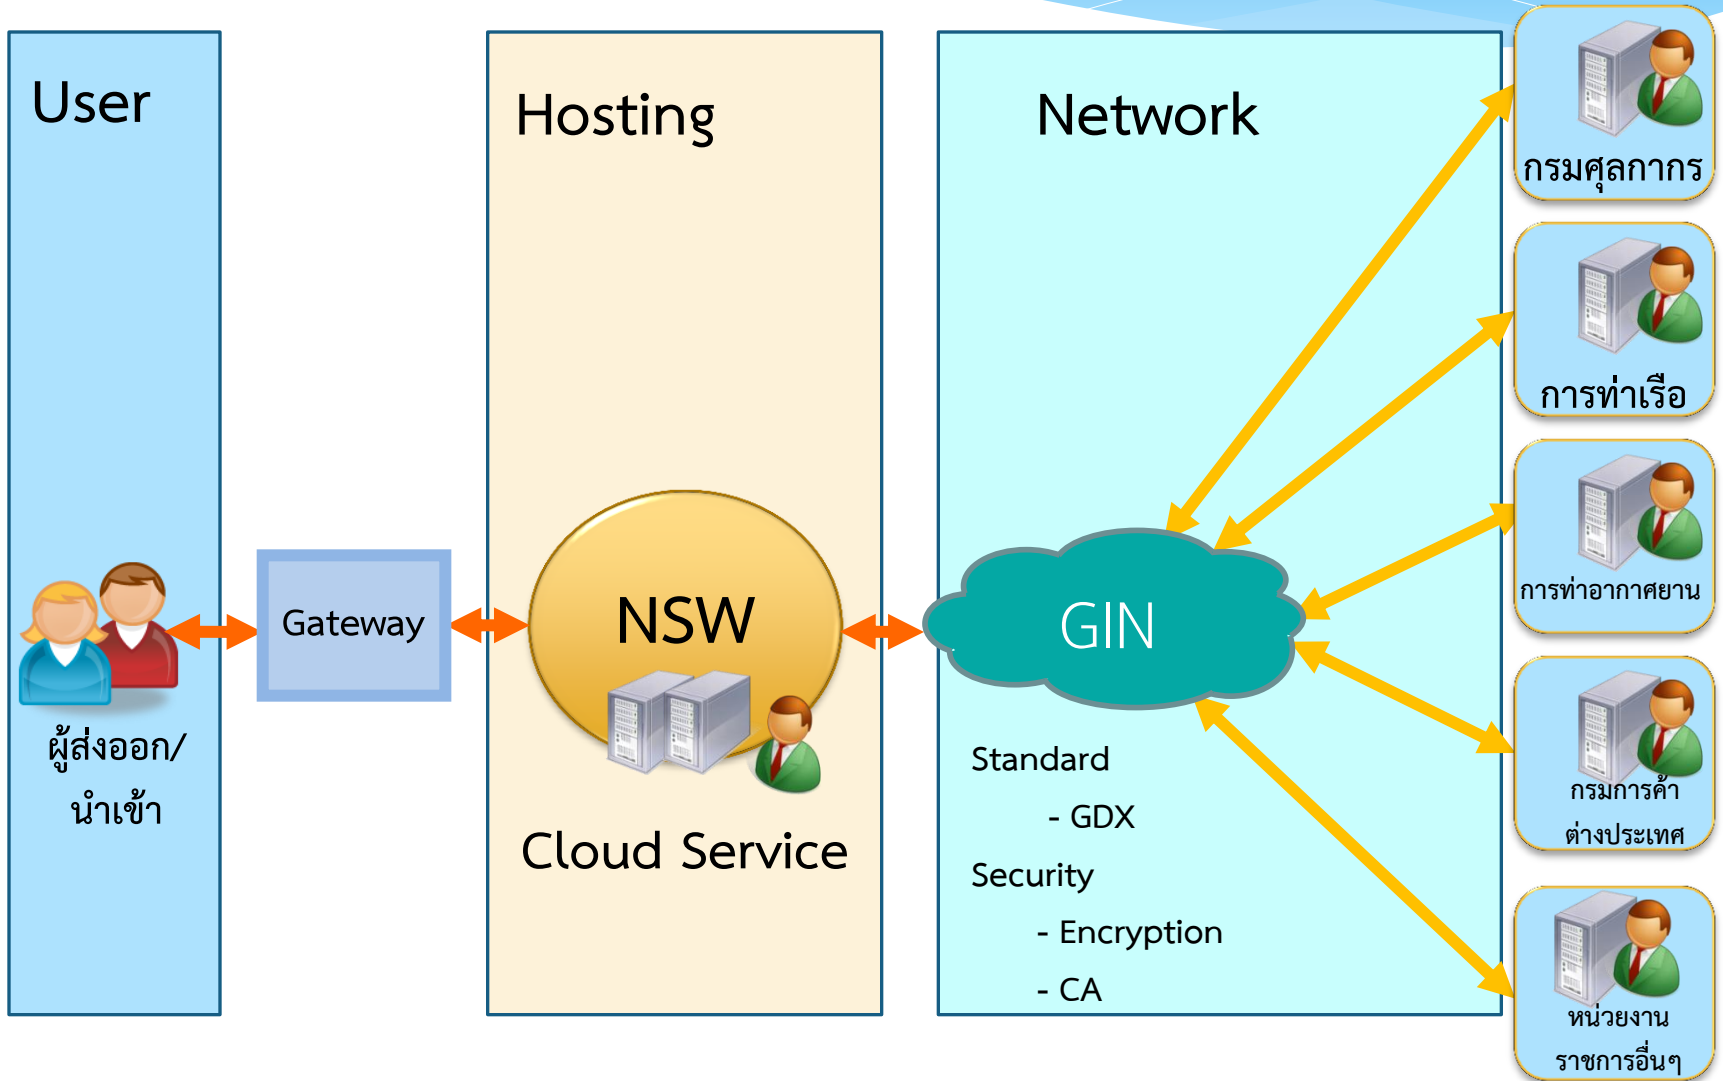 User
ผู้ส่งออก/
นำเข้า
Gateway
Hosting
NSW
Cloud Service
Network
GIN
Standard
- GDX
Security
- Encryption
- CA
กรมศุลกากร
การท่าเรือ
การท่าอากาศยาน
กรมการค้า
ต่างประเทศ
หน่วยงาน
ราชการอื่นๆ